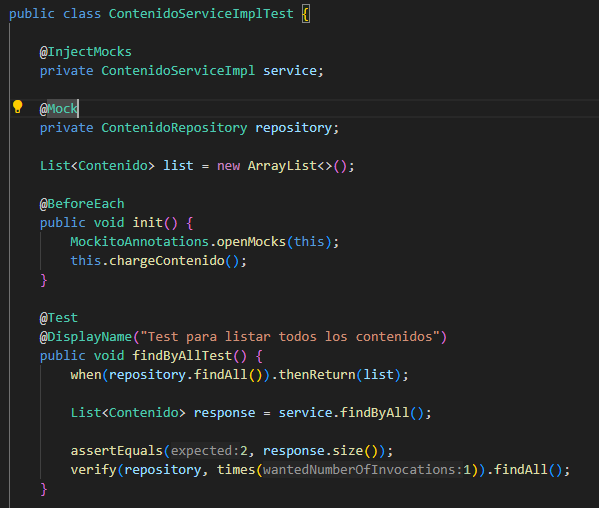 public class ContenidoServiceImplTest {
@InjectMocks
private ContenidoServiceImpl service;
@Mock
private ContenidoRepository repository;
List<Contenido> list = new ArrayList<>();
@BeforeEach
public void init() {
MockitoAnnotations.openMocks(this);
this.chargeContenido();
}
@Test
@DisplayName("Test para listar todos los contenidos")
public void findByAllTest() {
when(repository.findAll()).thenReturn(list);
List<Contenido> response = service.findByAll();
assertEquals(expected:2, response.size());
verify(repository, times(wantedNumberOfInvocations:1)).findAll();
}